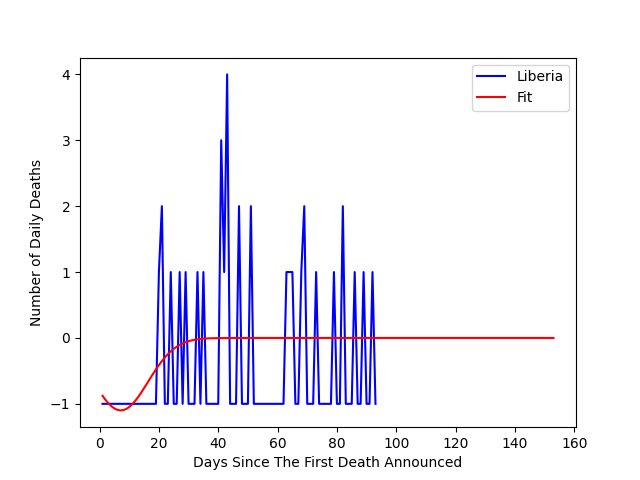 Liberia
Fit
4
3
2
1
0
−1
Number of Daily Deaths
0 20 40 60 80 100 120 140 160
Days Since The First Death Announced